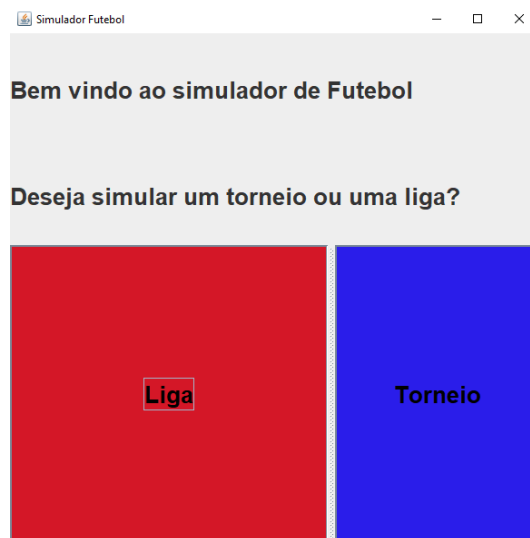 Simulador Futebol
Bem vindo ao simulador de Futebol
Deseja simular um torneio ou uma liga?
Liga
Torneio